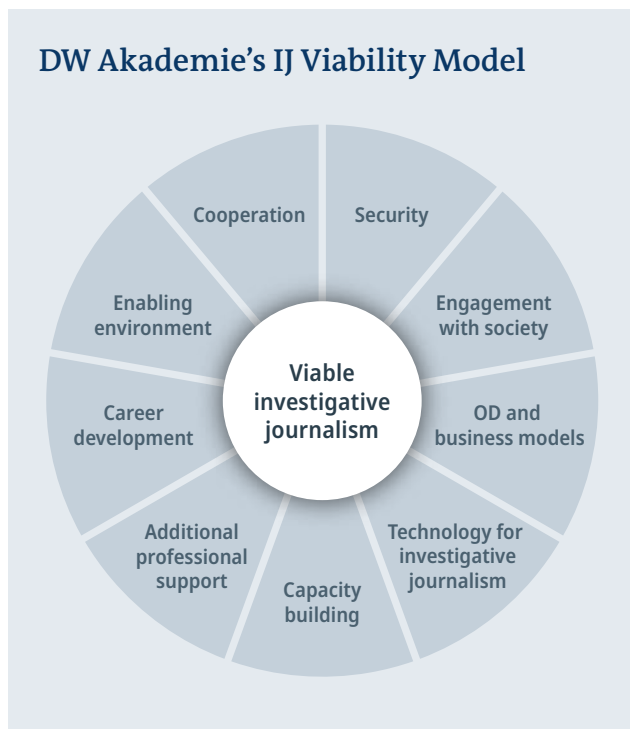 DW Akademie’s IJ Viability Model
Cooperation
Security
Enabling
environment
Engagement
with society
Viable
investigative
journalism
Career
development
OD and
business models
Additional
professional
support
Technology for
investigative
journalism
Capacity
building